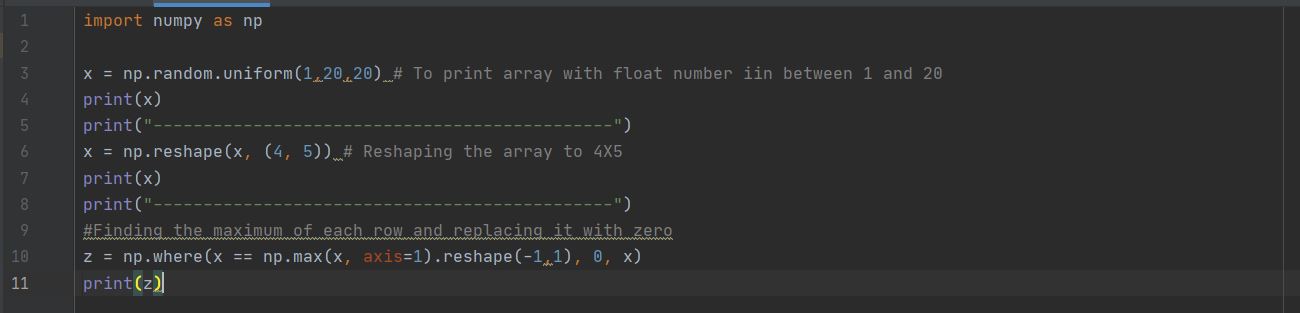 1 import numpy as np
2
3 x = np.random.uniform(1,20,20) # To print array with float number iin between 1 and 20
4 print(x)
5 print("----------------------------------------------")
6 x = np.reshape(x, (4, 5)) # Reshaping the array to 4X5
7 print(x)
8 print("----------------------------------------------")
9 #Finding the maximum of each row and replacing it with zero
10 z = np.where(x == np.max(x, axis=1).reshape(-1,1), 0, x)
11 print(z)